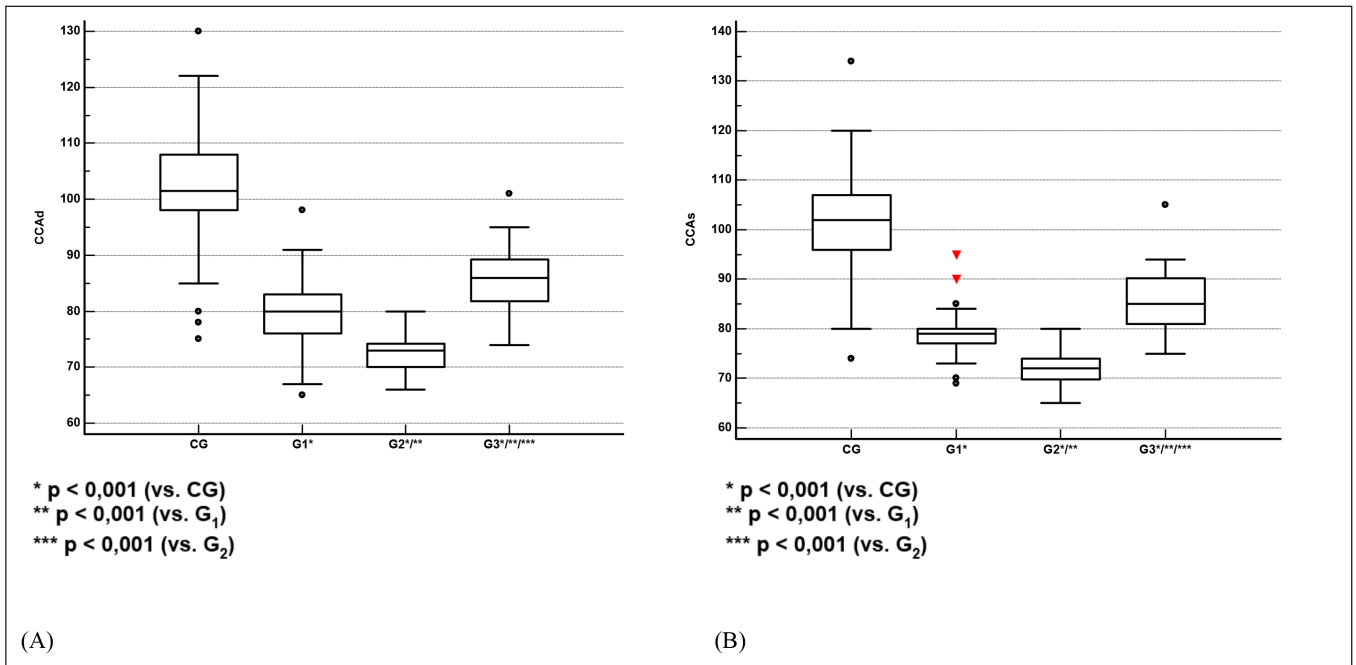 130
120
110
100
90
80
70
60
CCAd
CG G1* G2*/** G3*/**/***
* p < 0,001 (vs. CG)
** p < 0,001 (vs. G1)
*** p < 0,001 (vs. G2)
(A)
140
130
120
110
100
90
80
70
60
CCAs
CG G1* G2*/** G3*/**/***
* p < 0,001 (vs. CG)
** p < 0,001 (vs. G1)
*** p < 0,001 (vs. G2)
(B)